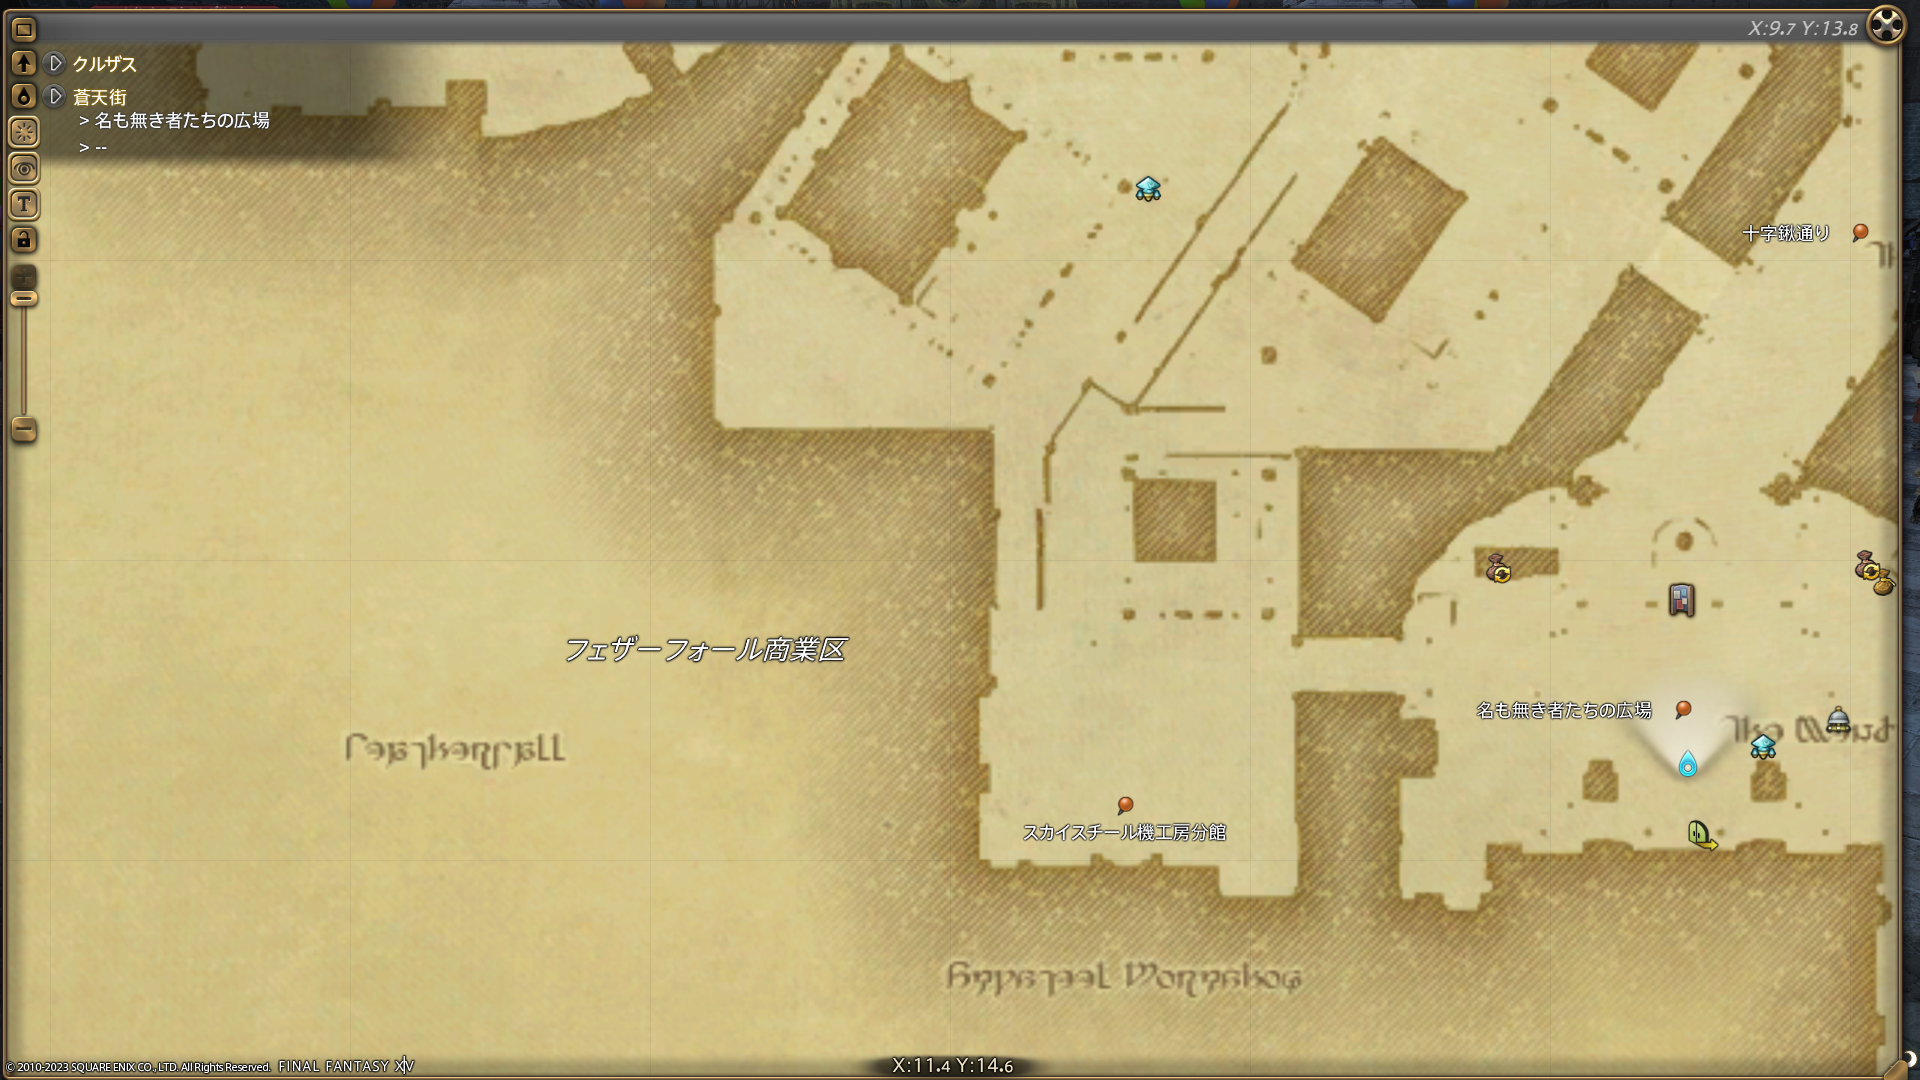 X:9.7 Y:13.8
クルザス
蒼天街
> 名も無き者たちの広場
> --
T
十字鍬通り
フェザーフォール商業区
名も無き者たちの広場
スカイスチール機工房分館
© 2010-2023 SQUARE ENIX CO., LTD. All Rights Reserved. FINAL FANTASY XIV
X:11.4 Y:14.6